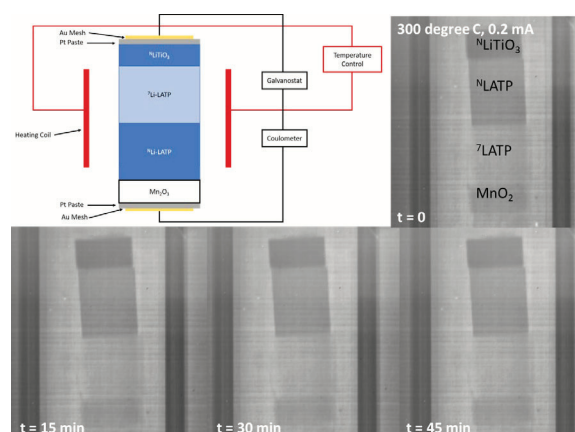 Au Mesh
Pt Paste
ᴺLiTiO₃
⁷Li-LATP
ᴺLi-LATP
Mn₂O₃
Pt Paste
Au Mesh
Heating Coil
Galvanostat
Coulometer
Temperature
Control
300 degree C, 0.2 mA
ᴺLiTiO₃
ᴺLATP
⁷LATP
MnO₂
t = 0
t = 15 min
t = 30 min
t = 45 min